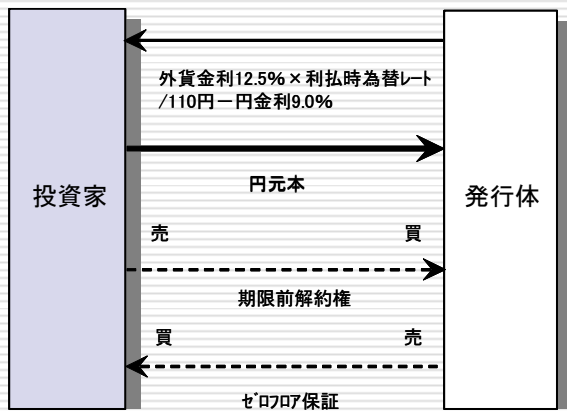 外貨金利12.5%×利払時為替ﾚｰﾄ
/110円－円金利9.0%
円元本
投資家
発行体
売 買
期限前解約権
買 売
ｾﾞﾛﾌﾛｱ保証